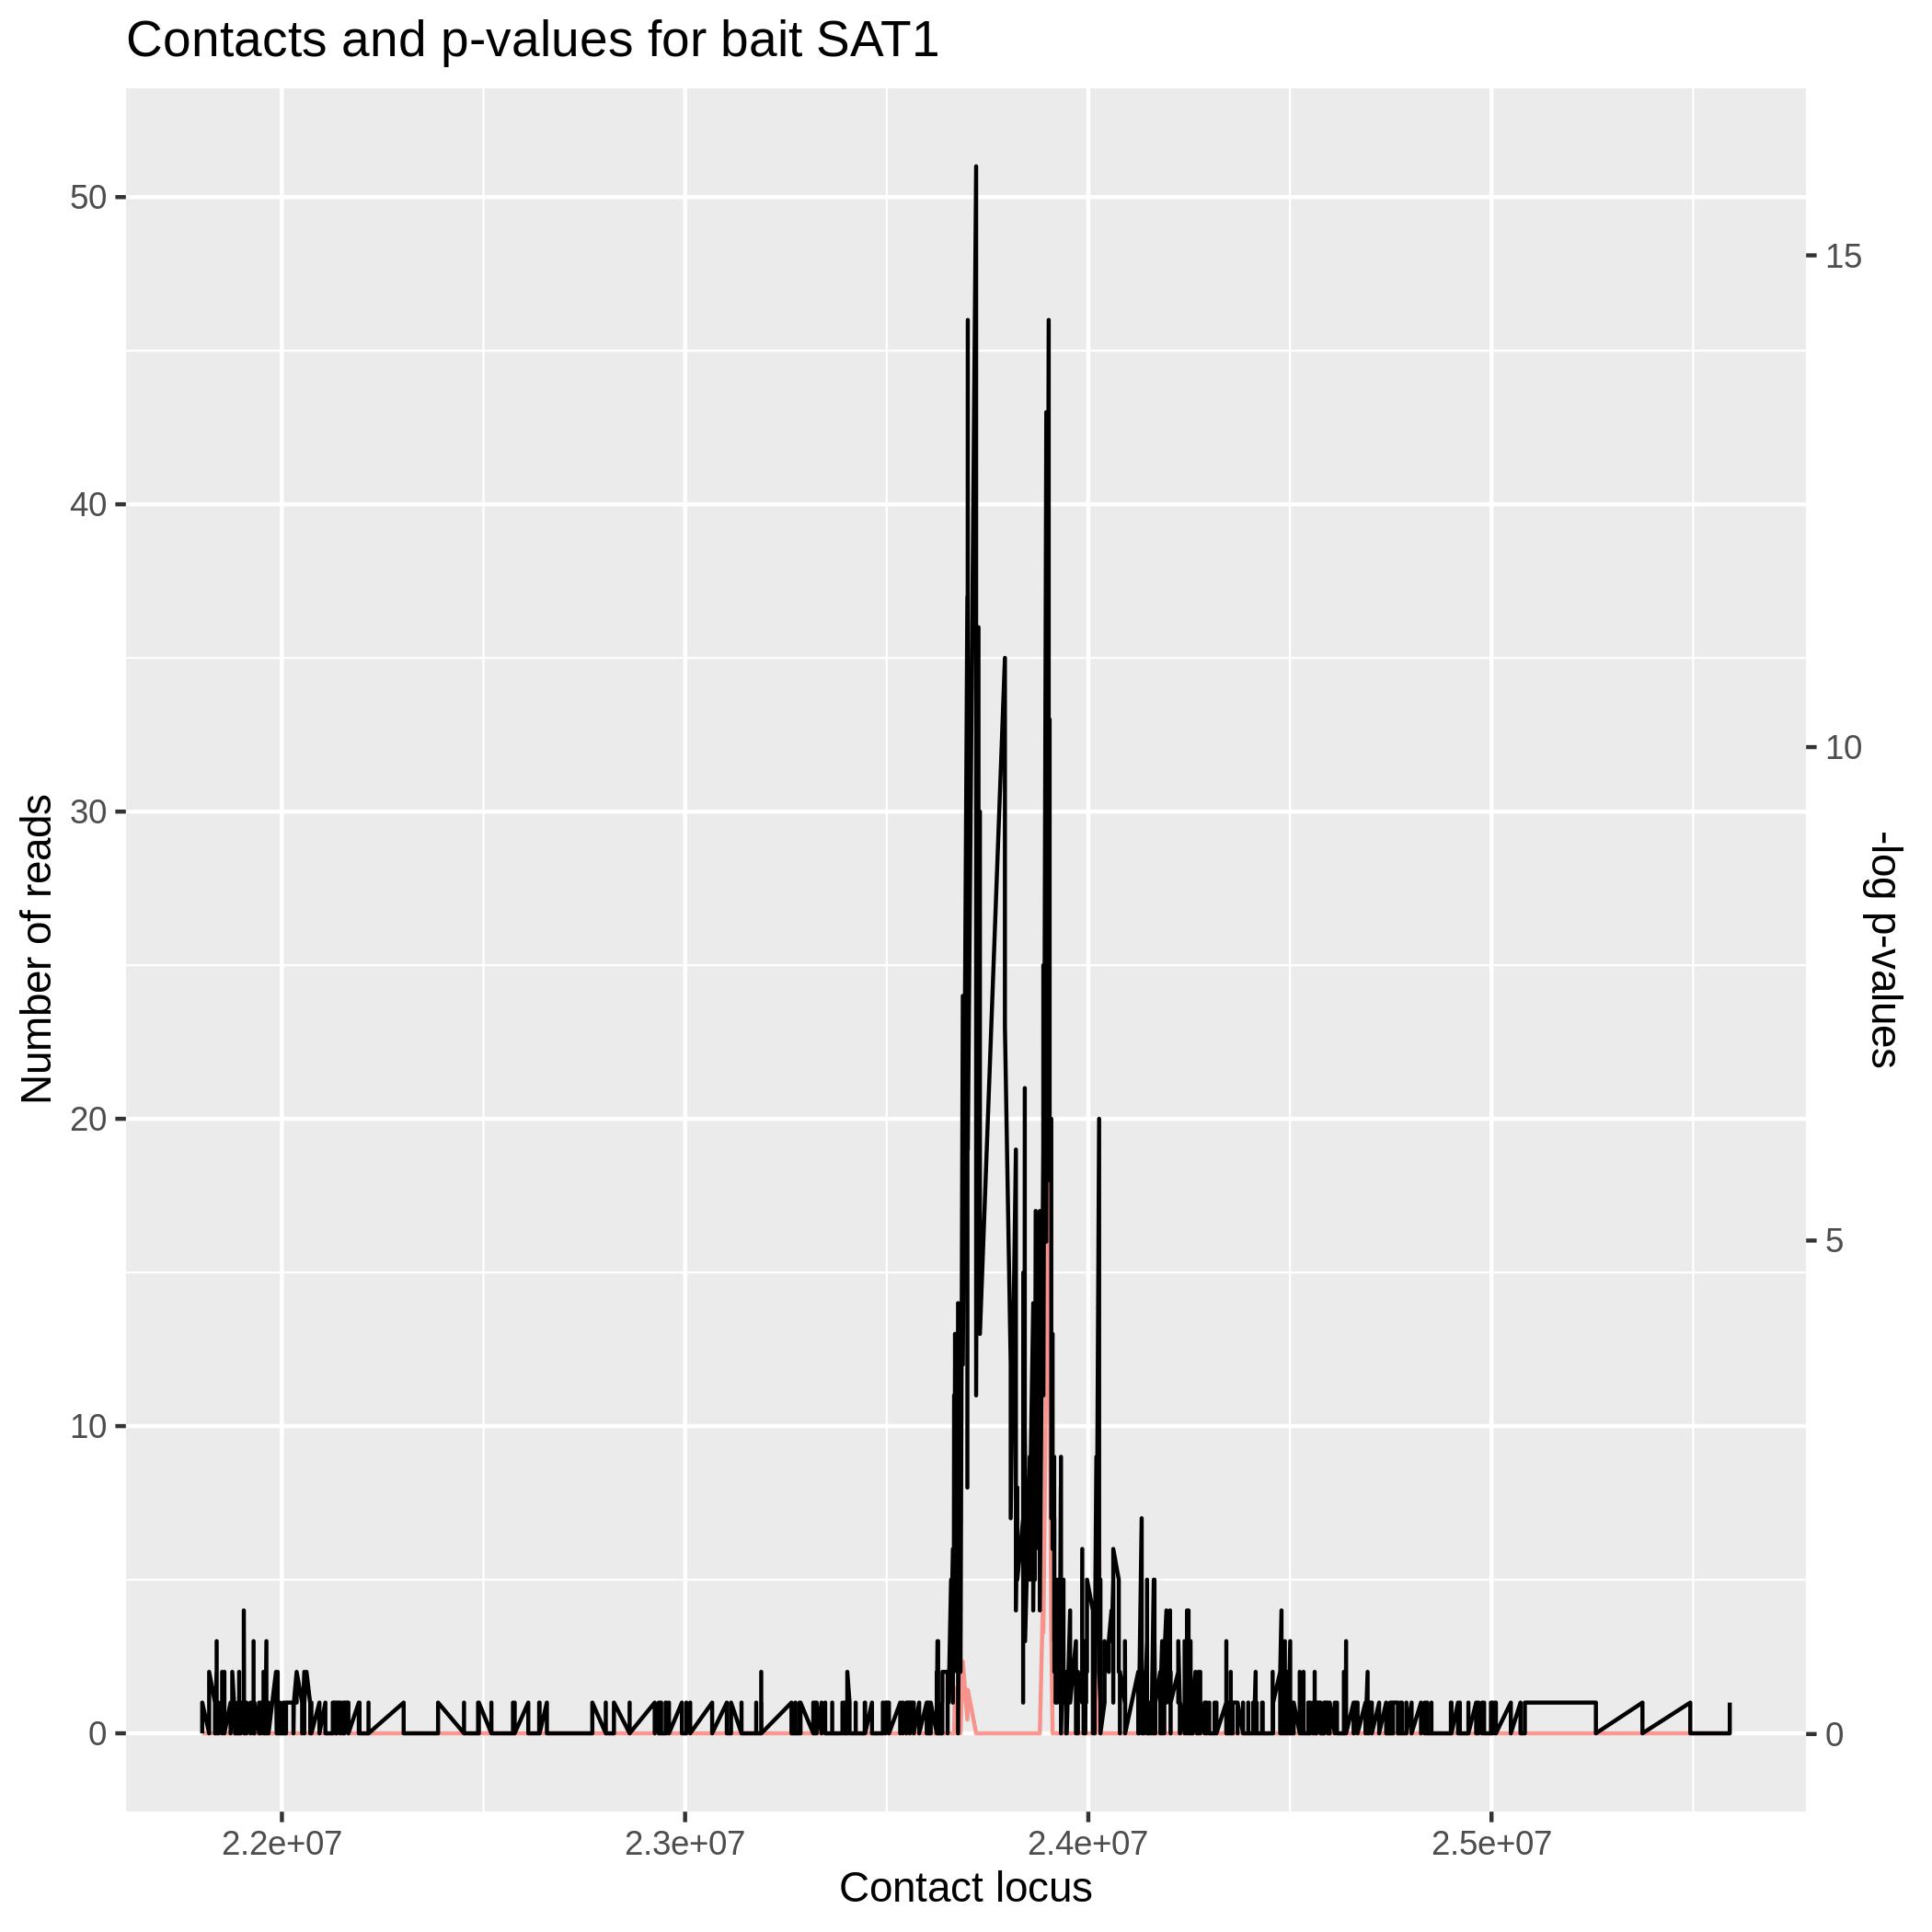 Contacts and p-values for bait SAT1
50
40
30
20
10
0
Number of reads
15
10
5
0
-log p-values
2.2e+07
2.3e+07
2.4e+07
2.5e+07
Contact locus